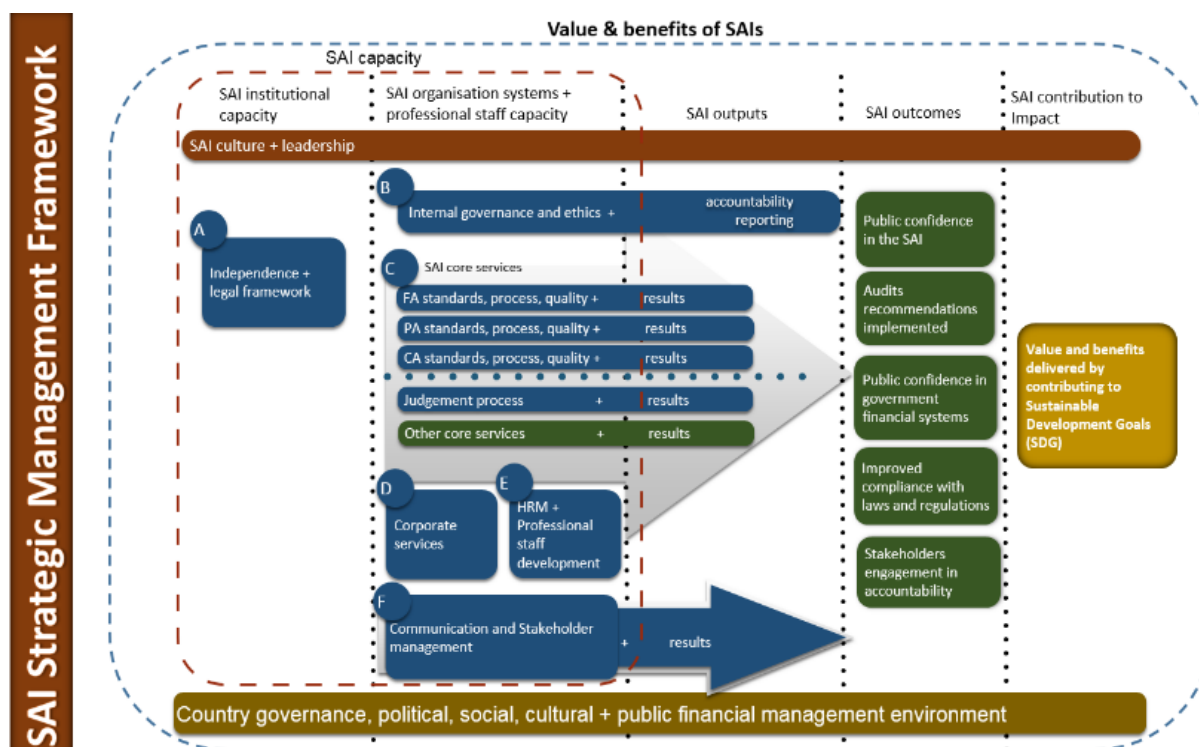 SAI Strategic Management Framework
Value & benefits of SAIs
SAI capacity
SAI institutional
capacity
SAI organisation systems +
professional staff capacity
SAI outputs
SAI outcomes
SAI contribution to
Impact
SAI culture + leadership
A
Independence +
legal framework
B
Internal governance and ethics +
accountability
reporting
C
SAI core services
FA standards, process, quality + results
PA standards, process, quality + results
CA standards, process, quality + results
Judgement process + results
Other core services + results
D
Corporate
services
E
HRM +
Professional
staff
development
F
Communication and Stakeholder
management
+ results
Public confidence
in the SAI
Audits
recommendations
implemented
Public confidence in
government
financial systems
Improved
compliance with
laws and regulations
Stakeholders
engagement in
accountability
Value and benefits
delivered by
contributing to
Sustainable
Development Goals
(SDG)
Country governance, political, social, cultural + public financial management environment